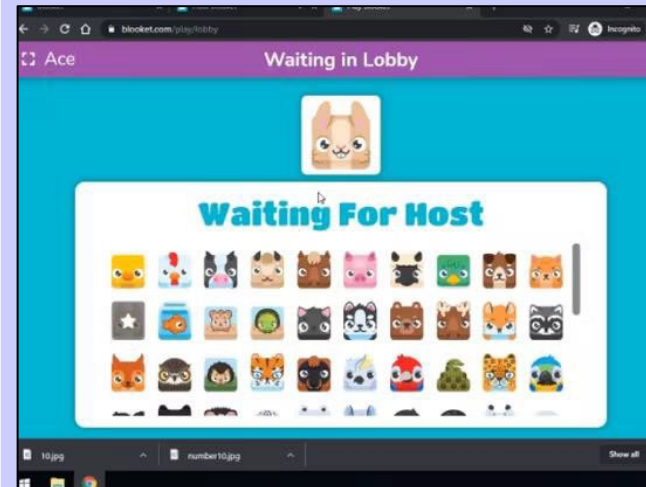 blooket.com/play/lobby
Incognito
Ace
Waiting in Lobby
Waiting For Host
10.jpg
number10.jpg
Show all